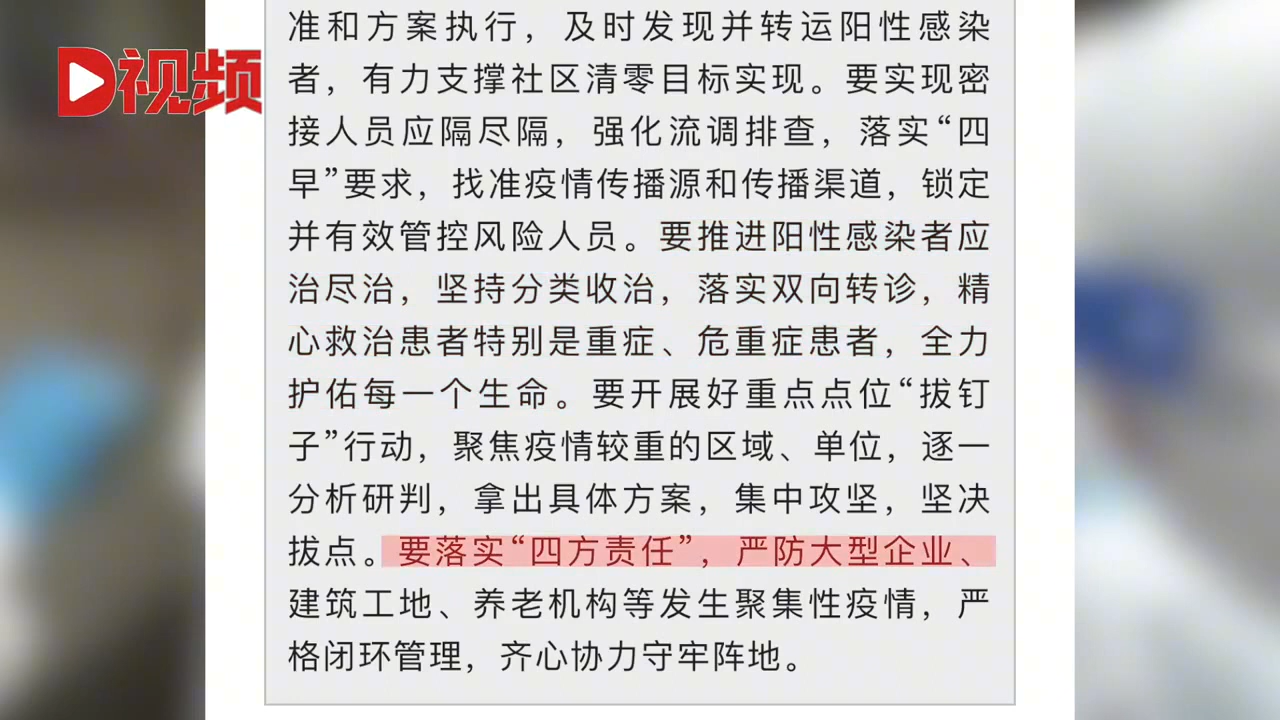 D视频
准和方案执行，及时发现并转运阳性感染
者，有力支撑社区清零目标实现。要实现密
接人员应隔尽隔，强化流调排查，落实“四
早”要求，找准疫情传播源和传播渠道，锁定
并有效管控风险人员。要推进阳性感染者应
治尽治，坚持分类收治，落实双向转诊，精
心救治患者特别是重症、危重症患者，全力
护佑每一个生命。要开展好重点点位“拔钉
子”行动，聚焦疫情较重的区域、单位，逐一
分析研判，拿出具体方案，集中攻坚，坚决
拔点。要落实“四方责任”，严防大型企业、
建筑工地、养老机构等发生聚集性疫情，严
格闭环管理，齐心协力守牢阵地。